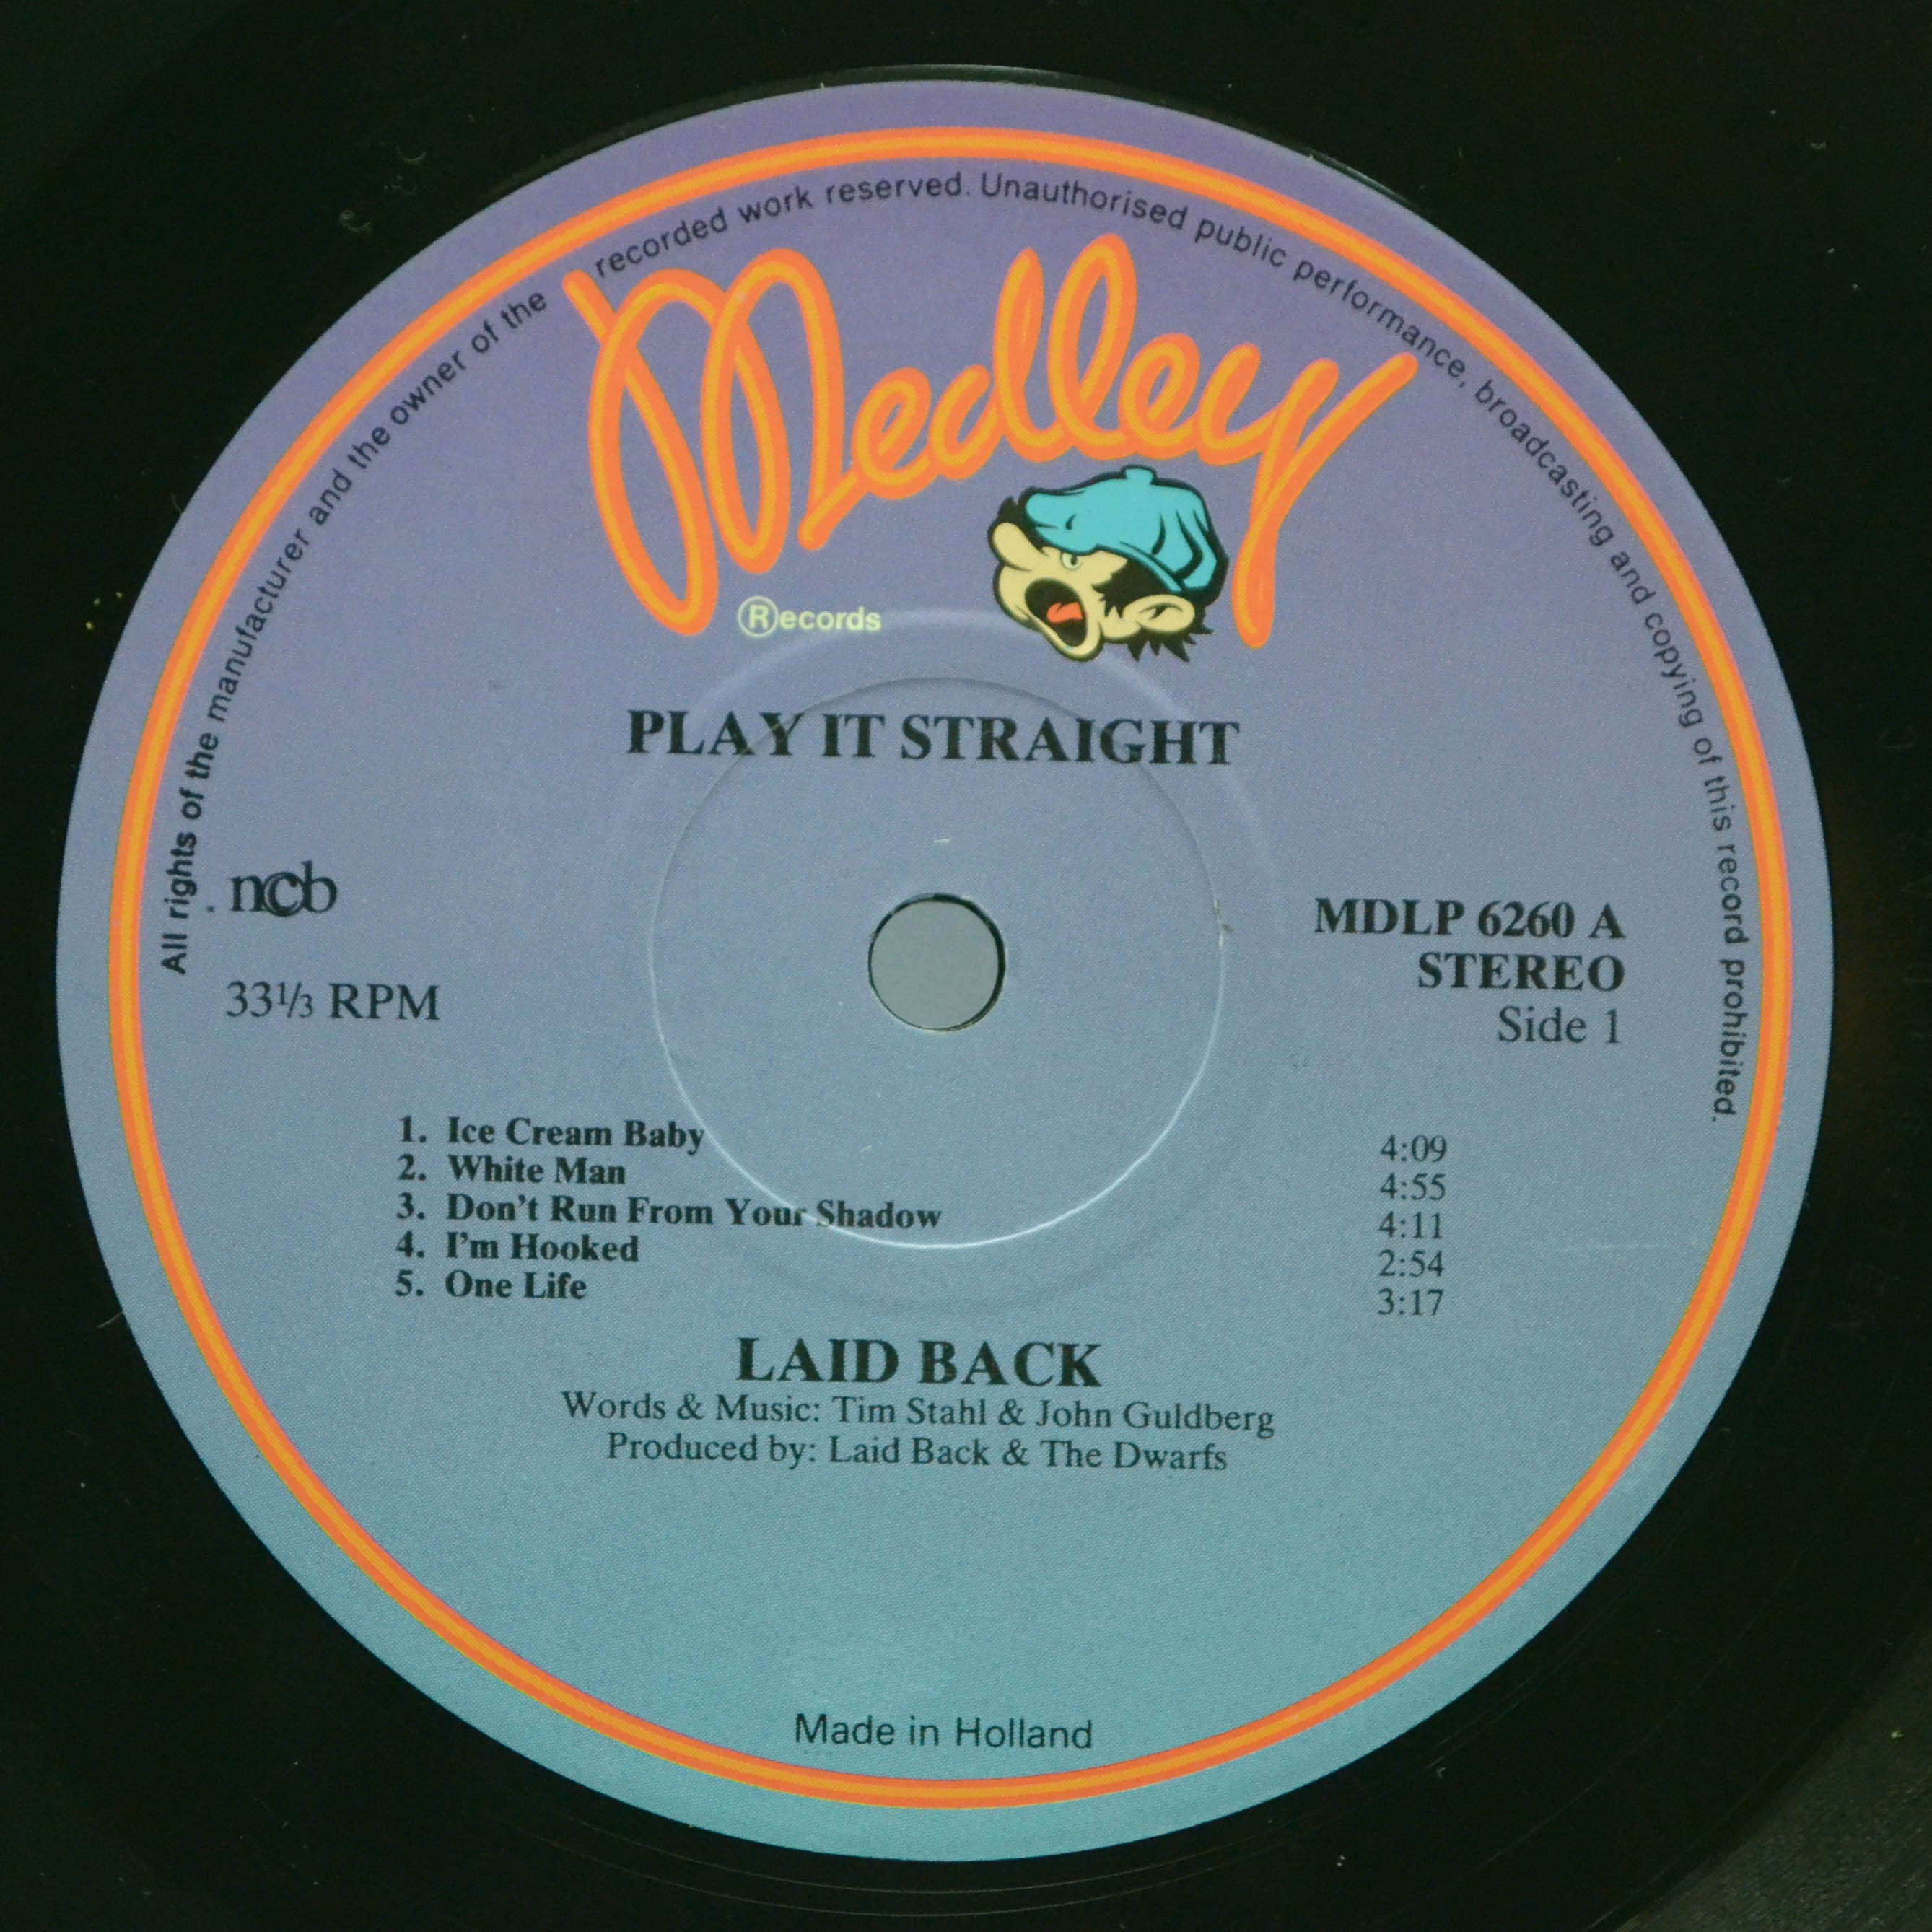 All rights of the manufacturer and the owner of the recorded work reserved. Unauthorised public performance, broadcasting and copying of this record prohibited.
Medley
Records
PLAY IT STRAIGHT
ncb
33⅓ RPM
MDLP 6260 A
STEREO
Side 1
1. Ice Cream Baby 4:09
2. White Man 4:55
3. Don't Run From Your Shadow 4:11
4. I'm Hooked 2:54
5. One Life 3:17
LAID BACK
Words & Music: Tim Stahl & John Guldberg
Produced by: Laid Back & The Dwarfs
Made in Holland